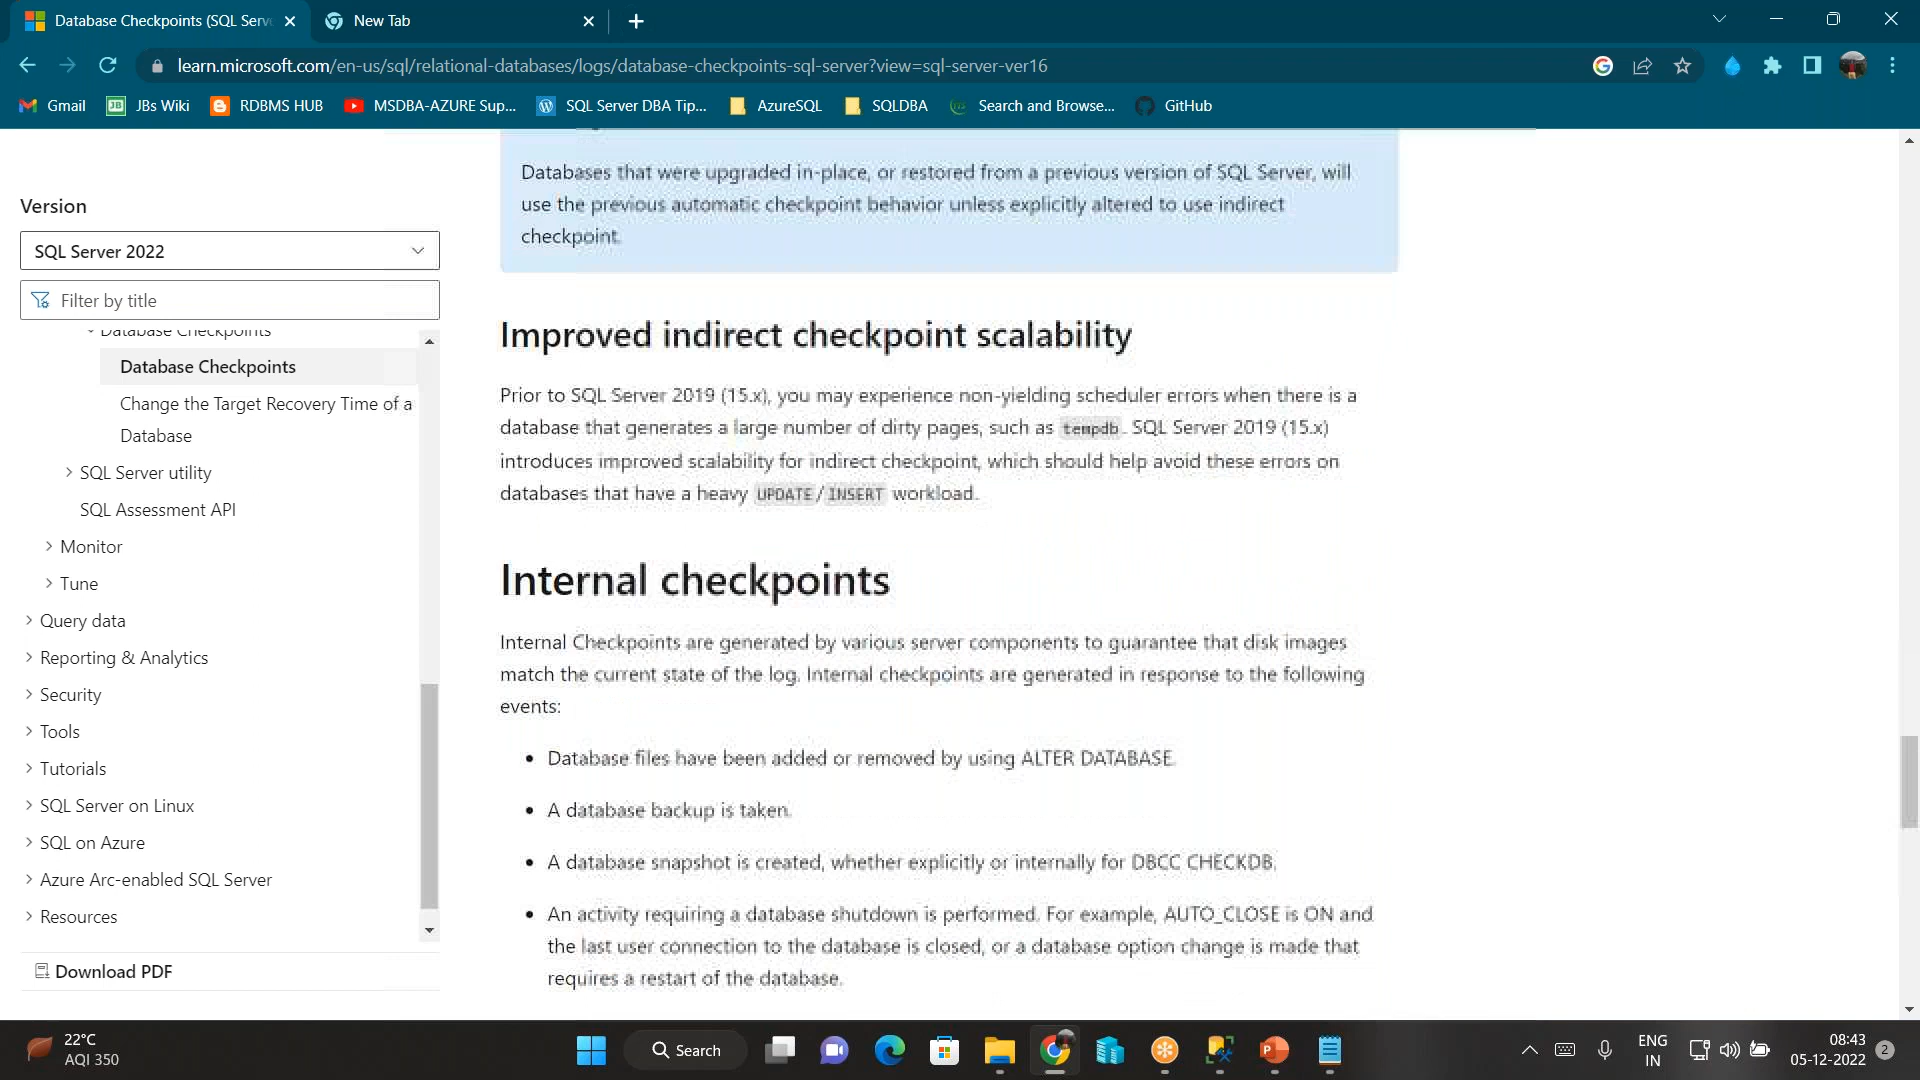 Database Checkpoints (SQL Serv
New Tab
learn.microsoft.com/en-us/sql/relational-databases/logs/database-checkpoints-sql-server?view=sql-server-ver16
Gmail
JBs Wiki
RDBMS HUB
MSDBA-AZURE Sup...
SQL Server DBA Tip...
AzureSQL
SQLDBA
Search and Browse...
GitHub
Version
SQL Server 2022
Filter by title
Database Checkpoints
Database Checkpoints
Change the Target Recovery Time of a
Database
SQL Server utility
SQL Assessment API
Monitor
Tune
Query data
Reporting & Analytics
Security
Tools
Tutorials
SQL Server on Linux
SQL on Azure
Azure Arc-enabled SQL Server
Resources
Download PDF
Databases that were upgraded in-place, or restored from a previous version of SQL Server, will
use the previous automatic checkpoint behavior unless explicitly altered to use indirect
checkpoint.
Improved indirect checkpoint scalability
Prior to SQL Server 2019 (15.x), you may experience non-yielding scheduler errors when there is a
database that generates a large number of dirty pages, such as tempdb. SQL Server 2019 (15.x)
introduces improved scalability for indirect checkpoint, which should help avoid these errors on
databases that have a heavy UPDATE/INSERT workload.
Internal checkpoints
Internal Checkpoints are generated by various server components to guarantee that disk images
match the current state of the log. Internal checkpoints are generated in response to the following
events:
• Database files have been added or removed by using ALTER DATABASE.
• A database backup is taken.
• A database snapshot is created, whether explicitly or internally for DBCC CHECKDB.
• An activity requiring a database shutdown is performed. For example, AUTO_CLOSE is ON and
the last user connection to the database is closed, or a database option change is made that
requires a restart of the database.
22°C
AQI 350
Search
ENG
IN
08:43
05-12-2022
2